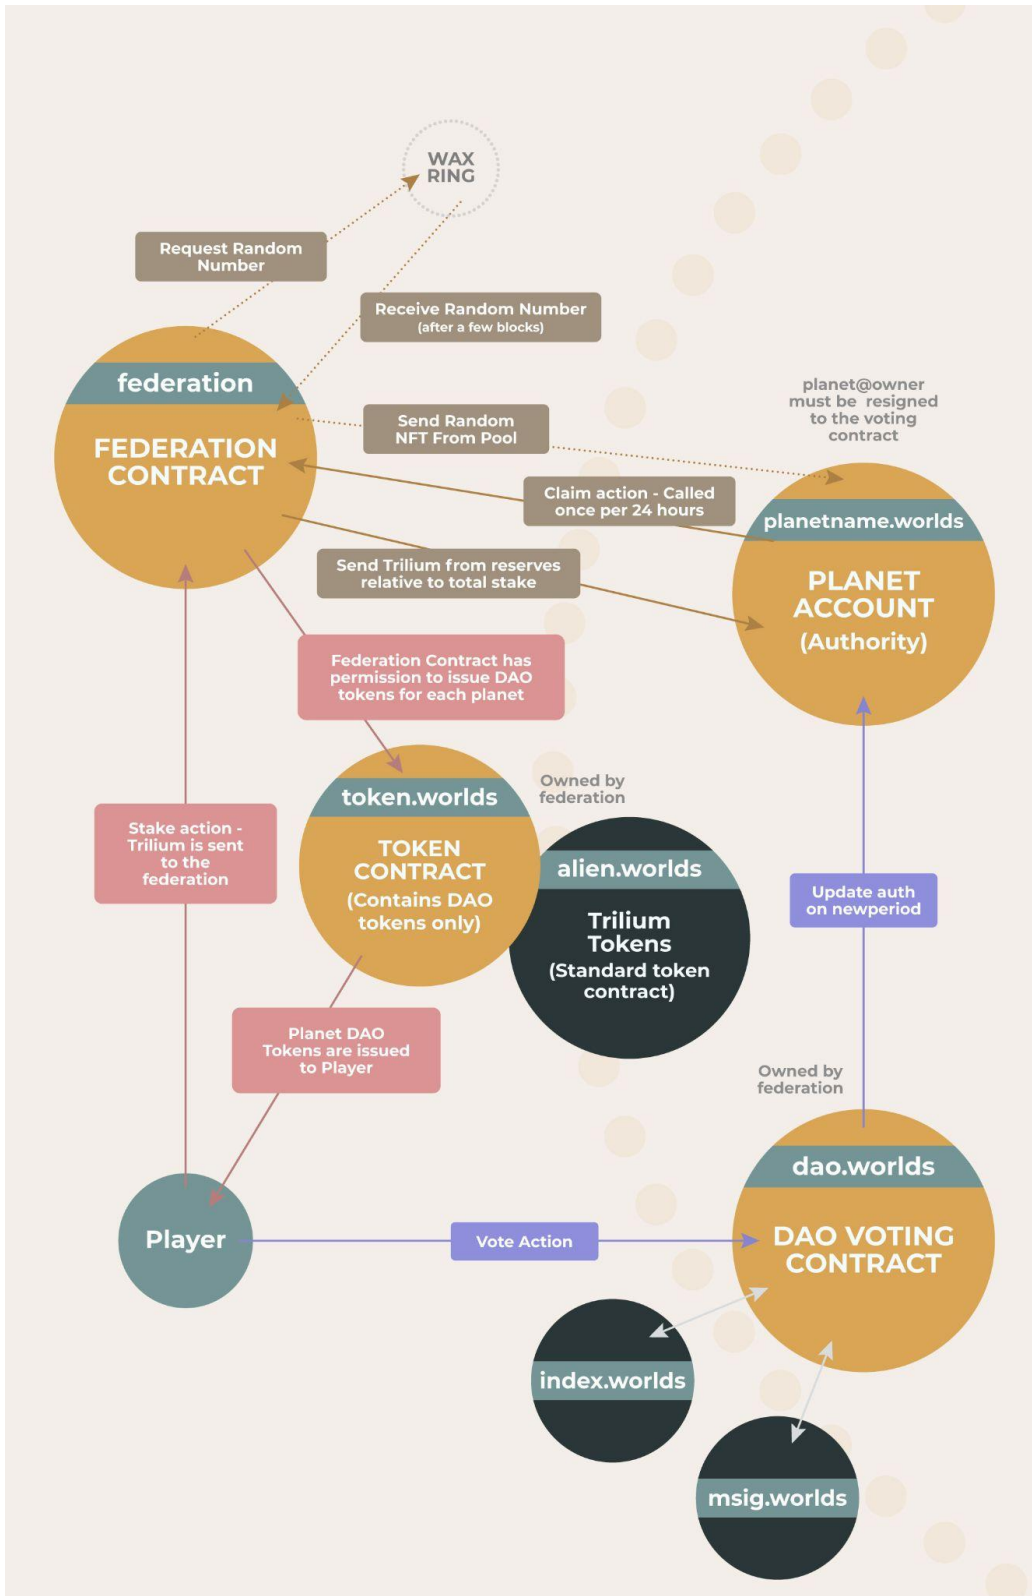 WAX
RING
Request Random
Number
Receive Random Number
(after a few blocks)
federation
FEDERATION
CONTRACT
Send Random
NFT From Pool
planet@owner
must be resigned
to the voting
contract
Claim action - Called
once per 24 hours
planetname.worlds
PLANET
ACCOUNT
(Authority)
Send Trilium from reserves
relative to total stake
Federation Contract has
permission to issue DAO
tokens for each planet
token.worlds
TOKEN
CONTRACT
(Contains DAO
tokens only)
Owned by
federation
alien.worlds
Trilium
Tokens
(Standard token
contract)
Stake action -
Trilium is sent
to the
federation
Update auth
on newperiod
Planet DAO
Tokens are issued
to Player
Owned by
federation
dao.worlds
DAO VOTING
CONTRACT
Player
Vote Action
index.worlds
msig.worlds